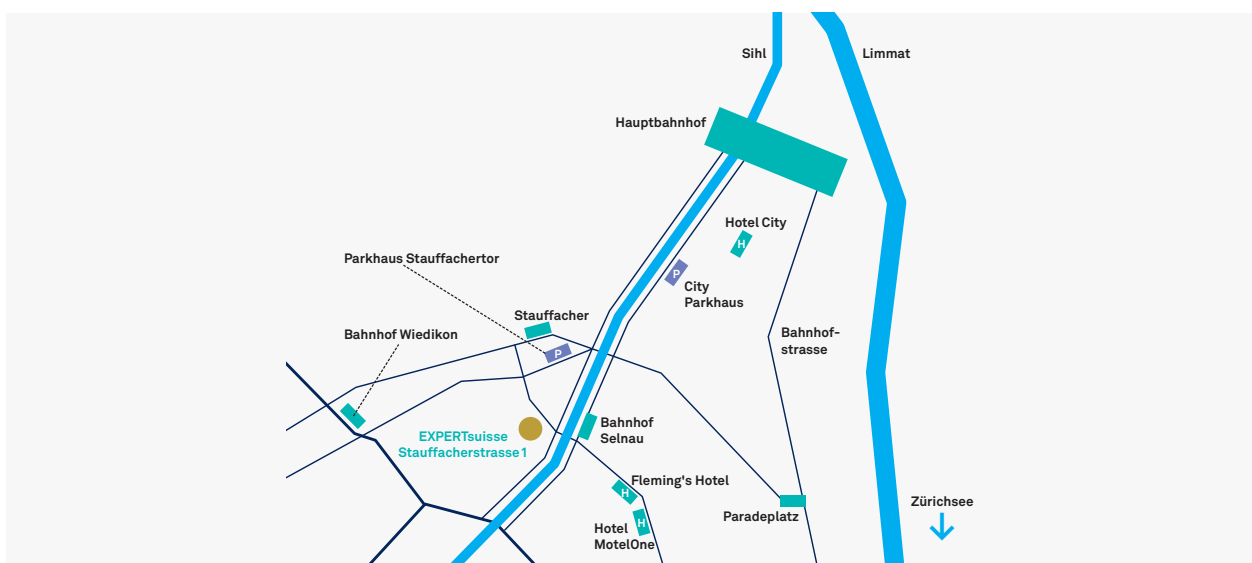 Sihl
Limmat
Hauptbahnhof
Hotel City
H
Parkhaus Stauffachertor
P
City
Parkhaus
Stauffacher
Bahnhof Wiedikon
Bahnhof-
strasse
P
Bahnhof
Selnau
EXPERTsuisse
Stauffacherstrasse 1
Fleming's Hotel
H
Zürichsee
Paradeplatz
H
Hotel
MotelOne